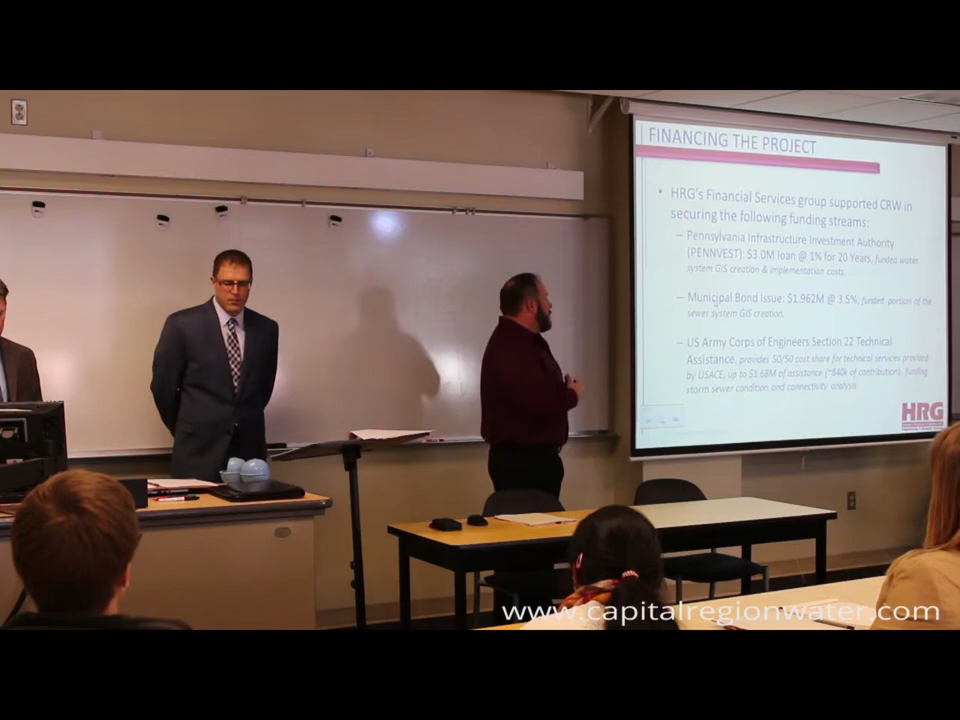 FINANCING THE PROJECT
• HRG's Financial Services group supported CRW in
securing the following funding streams:
– Pennsylvania Infrastructure Investment Authority
(PENNVEST): $3.0M loan @ 1% for 20 Years, funded water
system GIS creation & implementation costs.
– Municipal Bond Issue: $1.962M @ 3.5%, funded portion of the
sewer system GIS creation.
– US Army Corps of Engineers Section 22 Technical
Assistance, provides 50/50 cost share for technical services provided
by USACE, up to $1.68M of assistance (~840k of contribution), funding
storm sewer condition and connectivity analysis
HRG
www.capitalregionwater.com